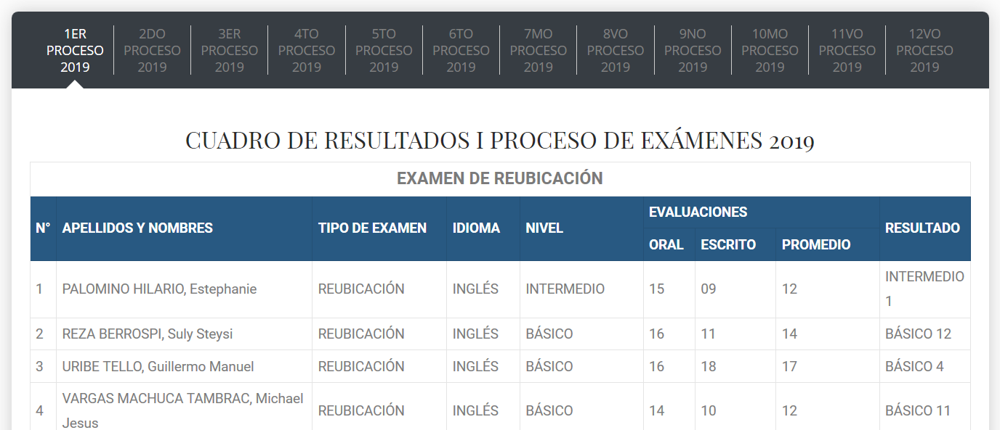 1ER PROCESO 2019
2DO PROCESO 2019
3ER PROCESO 2019
4TO PROCESO 2019
5TO PROCESO 2019
6TO PROCESO 2019
7MO PROCESO 2019
8VO PROCESO 2019
9NO PROCESO 2019
10MO PROCESO 2019
11VO PROCESO 2019
12VO PROCESO 2019
CUADRO DE RESULTADOS I PROCESO DE EXÁMENES 2019
EXAMEN DE REUBICACIÓN
N° APELLIDOS Y NOMBRES TIPO DE EXAMEN IDIOMA NIVEL EVALUACIONES RESULTADO
ORAL ESCRITO PROMEDIO
1 PALOMINO HILARIO, Estephanie REUBICACIÓN INGLÉS INTERMEDIO 15 09 12 INTERMEDIO 1
2 REZA BERROSPI, Suly Steysi REUBICACIÓN INGLÉS BÁSICO 16 11 14 BÁSICO 12
3 URIBE TELLO, Guillermo Manuel REUBICACIÓN INGLÉS BÁSICO 16 18 17 BÁSICO 4
4 VARGAS MACHUCA TAMBRAC, Michael Jesus REUBICACIÓN INGLÉS BÁSICO 14 10 12 BÁSICO 11